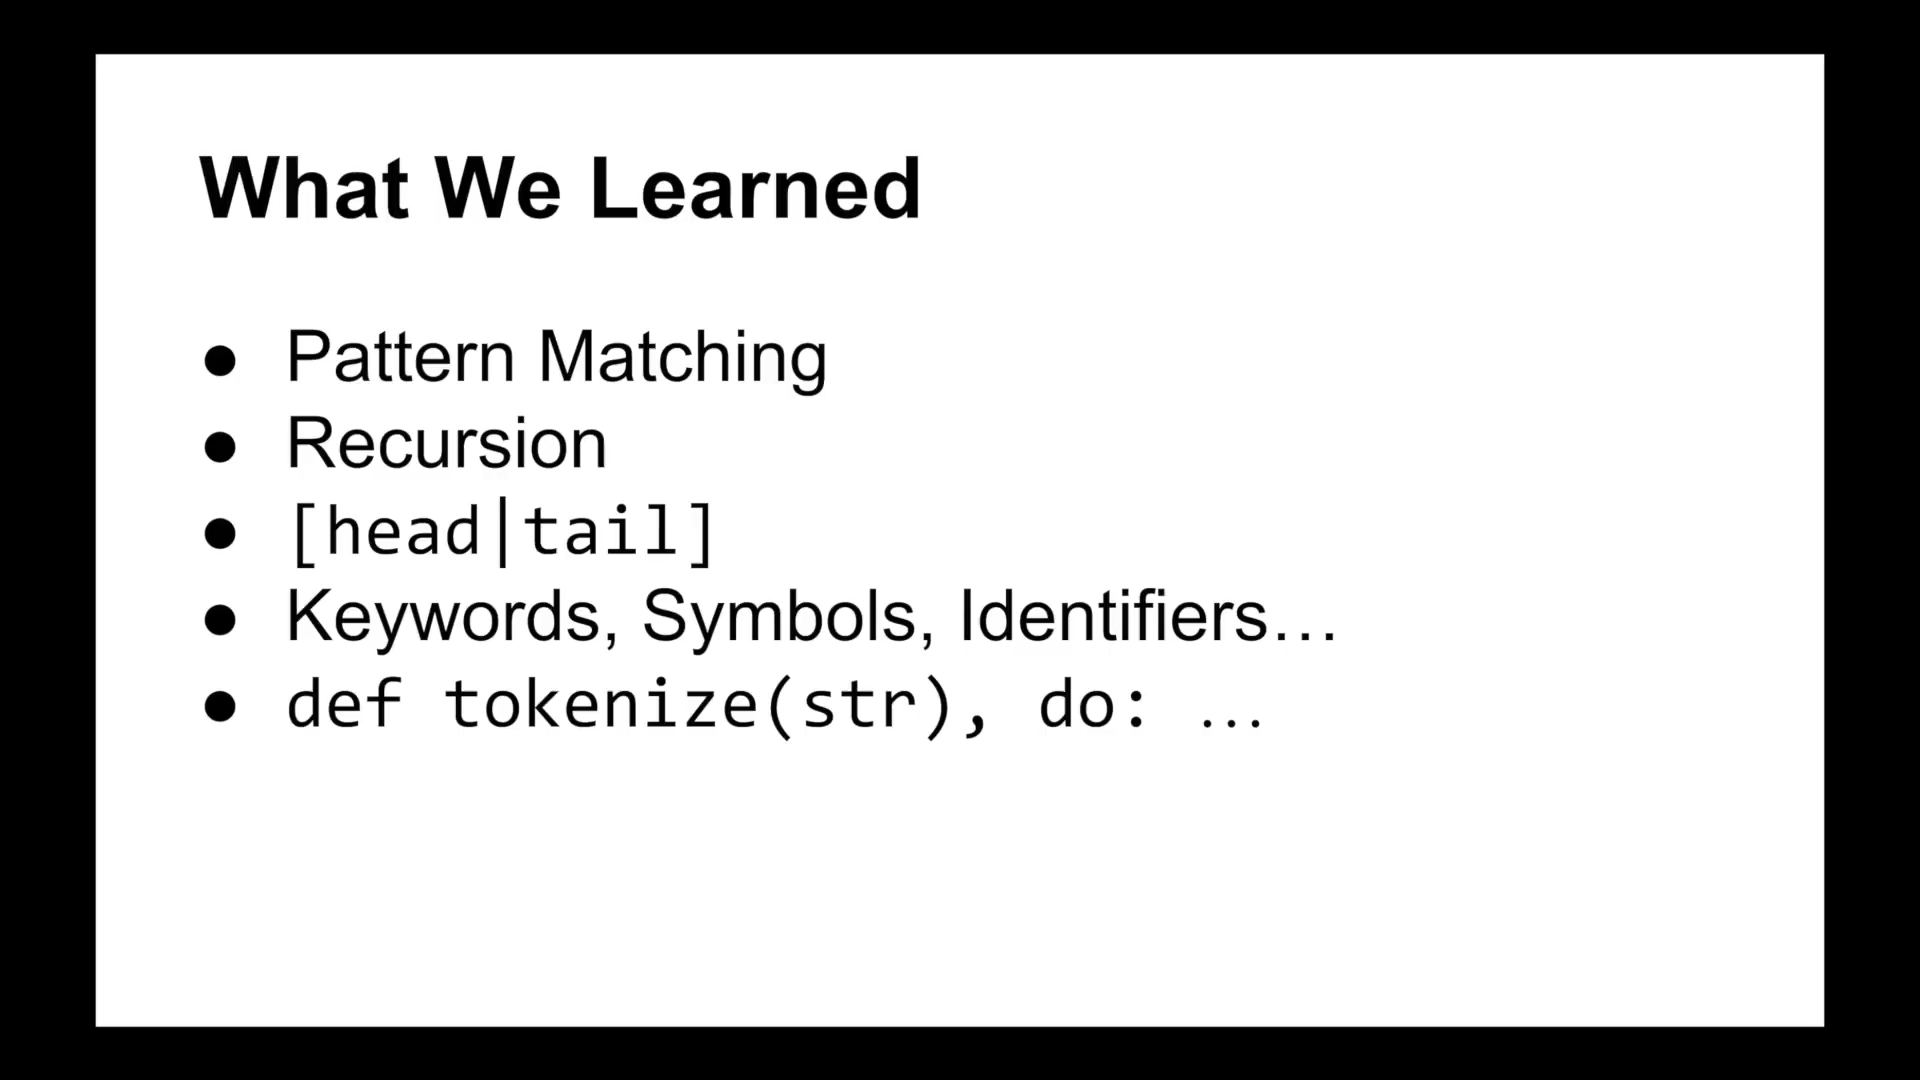 What We Learned
● Pattern Matching
● Recursion
● [head|tail]
● Keywords, Symbols, Identifiers…
● def tokenize(str), do: …